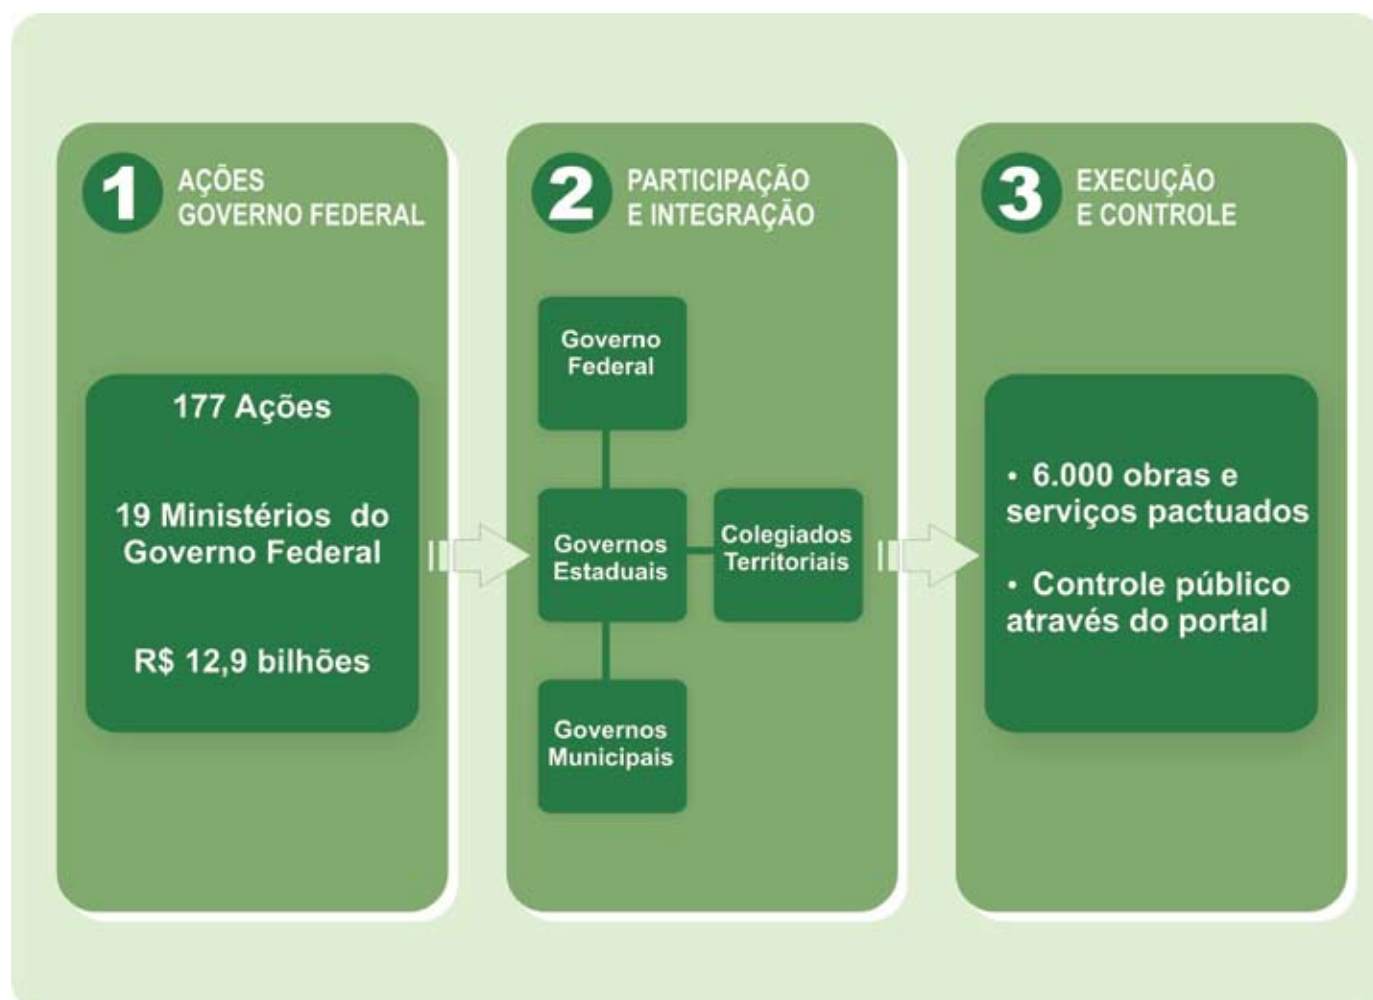 1
AÇÕES
GOVERNO FEDERAL
177 Ações
19 Ministérios do
Governo Federal
R$ 12,9 bilhões
2
PARTICIPAÇÃO
E INTEGRAÇÃO
Governo
Federal
Governos
Estaduais
Colegiados
Territoriais
Governos
Municipais
3
EXECUÇÃO
E CONTROLE
• 6.000 obras e
serviços pactuados
• Controle público
através do portal